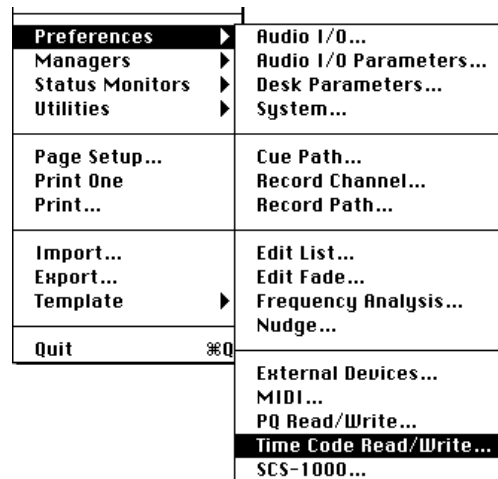 Preferences
Managers
Status Monitors
Utilities
Page Setup...
Print One
Print...
Import...
Export...
Template
Quit ⌘Q
Audio I/O...
Audio I/O Parameters...
Desk Parameters...
System...
Cue Path...
Record Channel...
Record Path...
Edit List...
Edit Fade...
Frequency Analysis...
Nudge...
External Devices...
MIDI...
PQ Read/Write...
Time Code Read/Write...
SCS-1000...